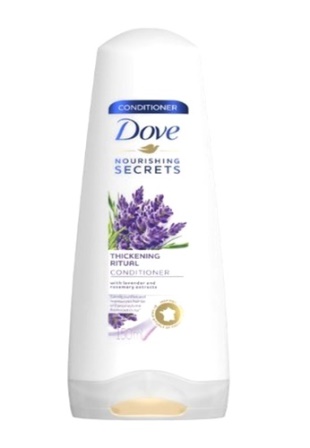 CONDITIONER
Dove
NOURISHING
SECRETS
THICKENING
RITUAL
CONDITIONER
with lavender and
rosemary extracts